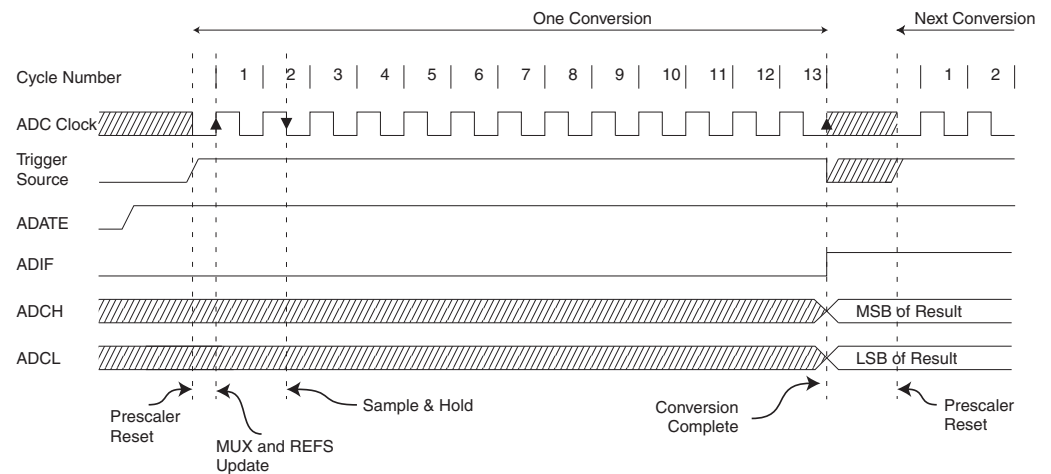 One Conversion
Next Conversion
Cycle Number 1 2 3 4 5 6 7 8 9 10 11 12 13 1 2
ADC Clock
Trigger
Source
ADATE
ADIF
ADCH
MSB of Result
ADCL
LSB of Result
Prescaler
Reset
MUX and REFS
Update
Sample & Hold
Conversion
Complete
Prescaler
Reset